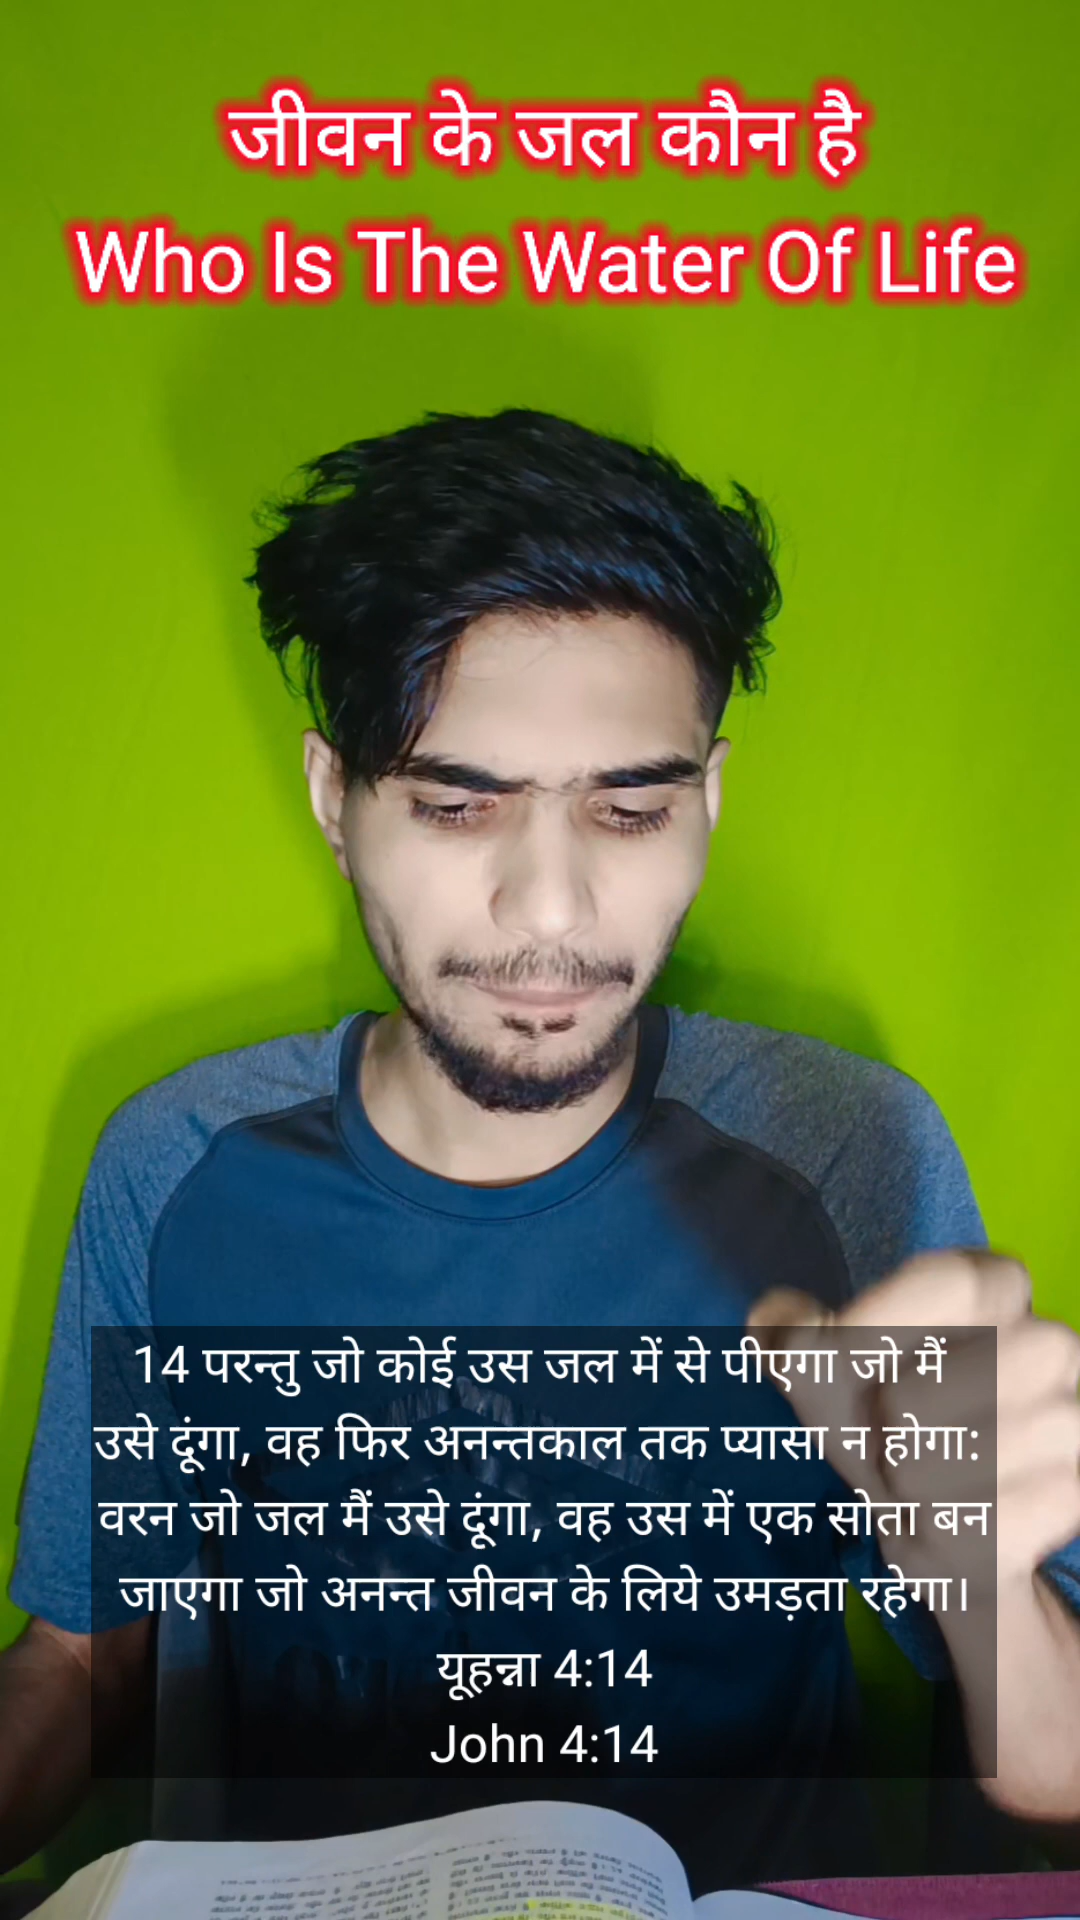 जीवन के जल कौन है
Who Is The Water Of Life
14 परन्तु जो कोई उस जल में से पीएगा जो मैं
उसे दूंगा, वह फिर अनन्तकाल तक प्यासा न होगा:
वरन जो जल मैं उसे दूंगा, वह उस में एक सोता बन
जाएगा जो अनन्त जीवन के लिये उमड़ता रहेगा।
यूहन्ना 4:14
John 4:14